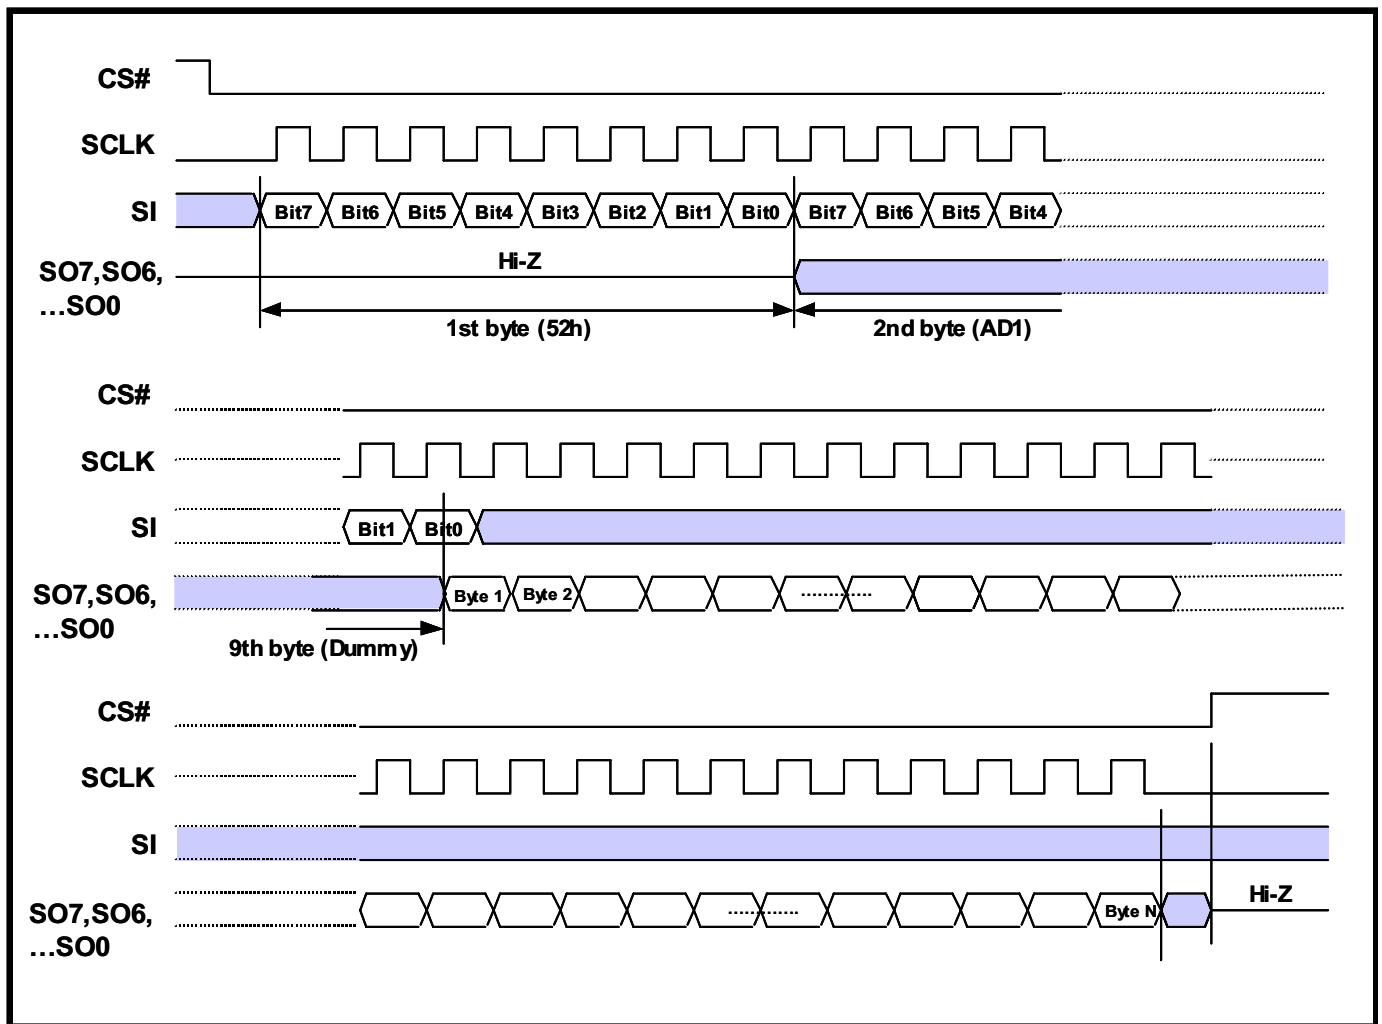 CS#
SCLK
SI Bit7 Bit6 Bit5 Bit4 Bit3 Bit2 Bit1 Bit0 Bit7 Bit6 Bit5 Bit4
SO7,SO6, Hi-Z
...SO0
1st byte (52h) 2nd byte (AD1)
CS#
SCLK
SI Bit1 Bit0
SO7,SO6, Byte 1 Byte 2
...SO0
9th byte (Dummy)
CS#
SCLK
SI
SO7,SO6, Byte N Hi-Z
...SO0